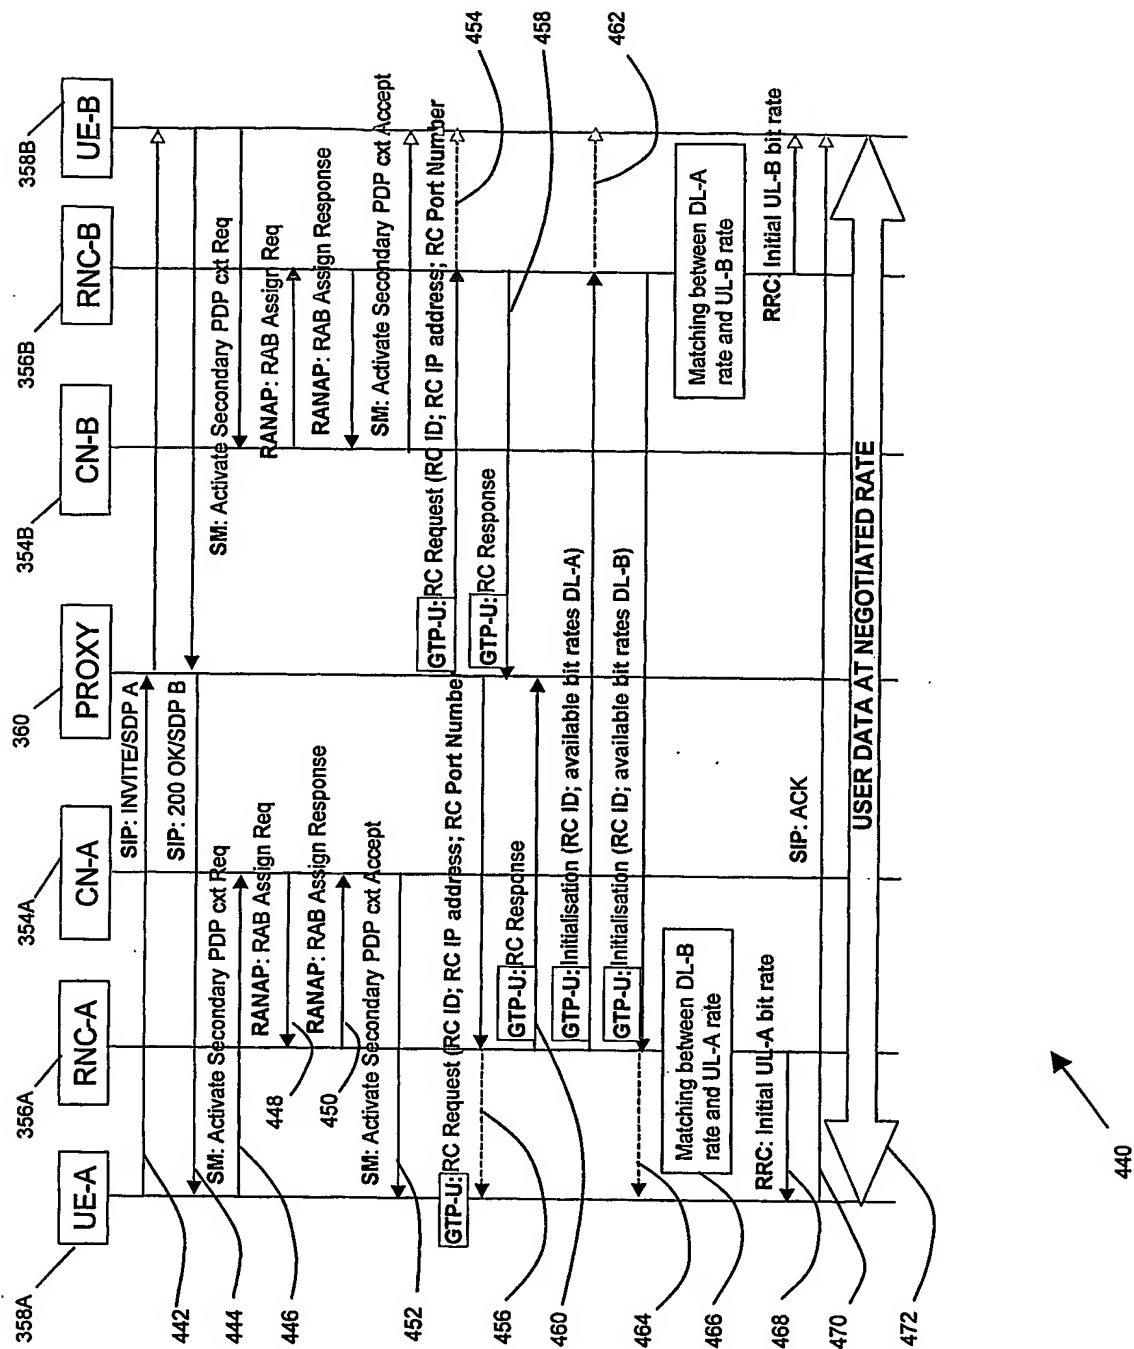 358A
356A
354A
360
354B
356B
358B
UE-A
RNC-A
CN-A
PROXY
CN-B
RNC-B
UE-B
SIP: INVITE/SDP A
442
SIP: 200 OK/SDP B
444
SM: Activate Secondary PDP cxt Req
SM: Activate Secondary PDP cxt Req
446
RANAP: RAB Assign Req
RANAP: RAB Assign Req
448
RANAP: RAB Assign Response
RANAP: RAB Assign Response
450
SM: Activate Secondary PDP cxt Accept
SM: Activate Secondary PDP cxt Accept
452
GTP-U: RC Request (RC ID; RC IP address; RC Port Number
454
GTP-U: RC Request (RC ID; RC IP address; RC Port Numbe
456
GTP-U: RC Response
458
GTP-U: RC Response
460
GTP-U: Initialisation (RC ID; available bit rates DL-A)
462
GTP-U: Initialisation (RC ID; available bit rates DL-B)
464
Matching between DL-B
rate and UL-A rate
466
Matching between DL-A
rate and UL-B rate
RRC: Initial UL-A bit rate
RRC: Initial UL-B bit rate
468
SIP: ACK
470
USER DATA AT NEGOTIATED RATE
472
440